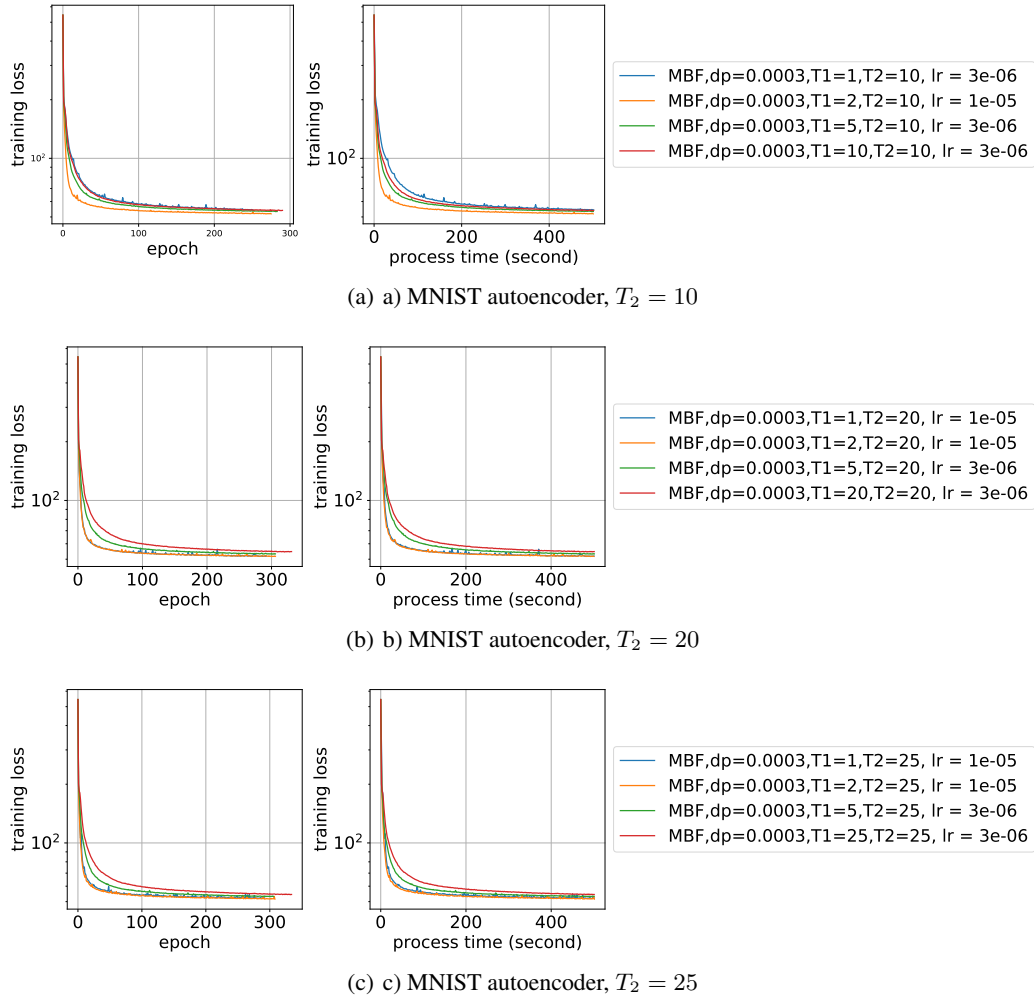 training loss
10²
0 100 200 300
epoch
training loss
10²
0 200 400
process time (second)
MBF,dp=0.0003,T1=1,T2=10, lr = 3e-06
MBF,dp=0.0003,T1=2,T2=10, lr = 1e-05
MBF,dp=0.0003,T1=5,T2=10, lr = 3e-06
MBF,dp=0.0003,T1=10,T2=10, lr = 3e-06
(a) a) MNIST autoencoder, T₂ = 10
training loss
10²
0 100 200 300
epoch
training loss
10²
0 200 400
process time (second)
MBF,dp=0.0003,T1=1,T2=20, lr = 1e-05
MBF,dp=0.0003,T1=2,T2=20, lr = 1e-05
MBF,dp=0.0003,T1=5,T2=20, lr = 3e-06
MBF,dp=0.0003,T1=20,T2=20, lr = 3e-06
(b) b) MNIST autoencoder, T₂ = 20
training loss
10²
0 100 200 300
epoch
training loss
10²
0 200 400
process time (second)
MBF,dp=0.0003,T1=1,T2=25, lr = 1e-05
MBF,dp=0.0003,T1=2,T2=25, lr = 1e-05
MBF,dp=0.0003,T1=5,T2=25, lr = 3e-06
MBF,dp=0.0003,T1=25,T2=25, lr = 3e-06
(c) c) MNIST autoencoder, T₂ = 25